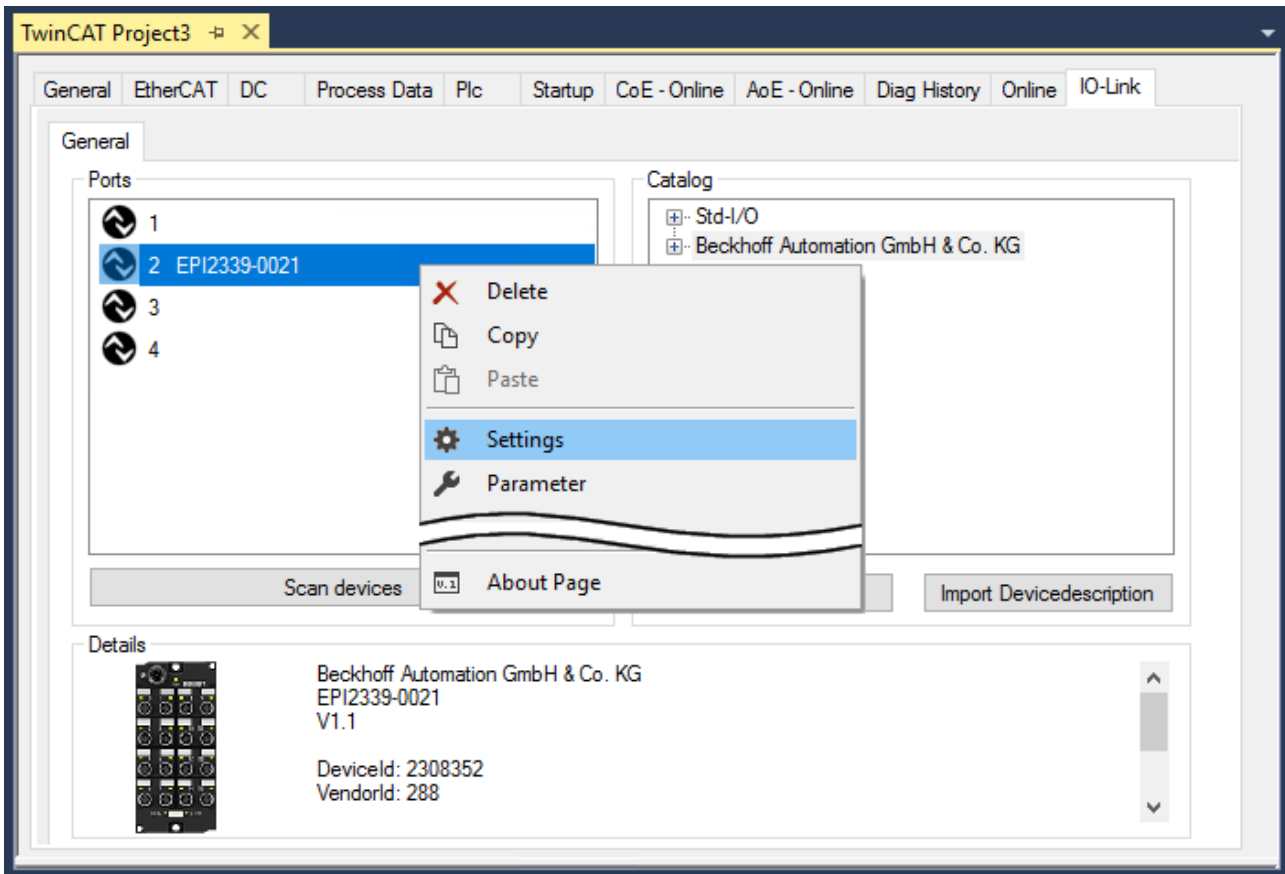 TwinCAT Project3
General EtherCAT DC Process Data Plc Startup CoE - Online AoE - Online Diag History Online IO-Link
General
Ports
Catalog
1
2 EPI2339-0021
3
4
Std-I/O
Beckhoff Automation GmbH & Co. KG
Delete
Copy
Paste
Settings
Parameter
About Page
Scan devices
Import Devicedescription
Details
Beckhoff Automation GmbH & Co. KG
EPI2339-0021
V1.1
DeviceId: 2308352
VendorId: 288